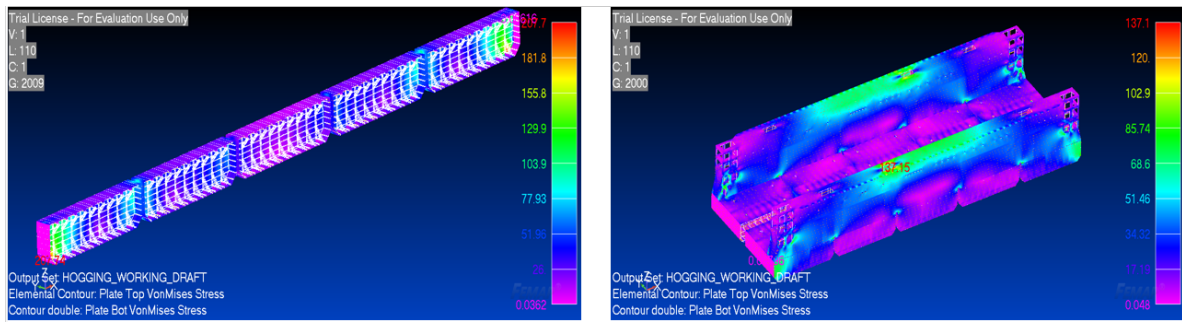 Trial License - For Evaluation Use Only
V: 1
L: 110
C: 1
G: 2009
207.7
181.8
155.8
129.9
103.9
77.93
51.96
0.0362
Output Set: HOGGING_WORKING_DRAFT
Elemental Contour: Plate Top VonMises Stress
Contour double: Plate Bot VonMises Stress
Trial License - For Evaluation Use Only
V: 1
L: 110
C: 1
G: 2000
137.15
137.1
120.
102.9
85.74
68.6
51.46
34.32
0.048
Output Set: HOGGING_WORKING_DRAFT
Elemental Contour: Plate Top VonMises Stress
Contour double: Plate Bot VonMises Stress